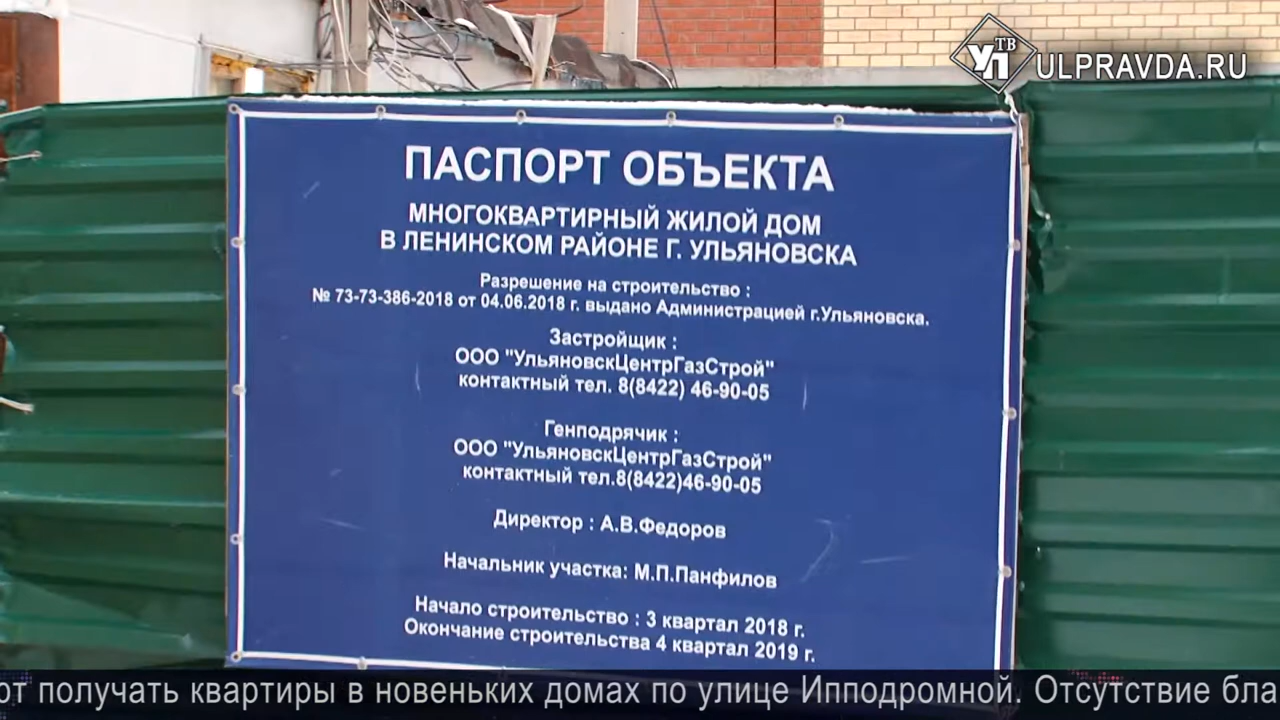 УП ТВ ULPRAVDA.RU
ПАСПОРТ ОБЪЕКТА
МНОГОКВАРТИРНЫЙ ЖИЛОЙ ДОМ
В ЛЕНИНСКОМ РАЙОНЕ Г. УЛЬЯНОВСКА
Разрешение на строительство :
№ 73-73-386-2018 от 04.06.2018 г. выдано Администрацией г.Ульяновска.
Застройщик :
ООО "УльяновскЦентрГазСтрой"
контактный тел. 8(8422) 46-90-05
Генподрячик :
ООО "УльяновскЦентрГазСтрой"
контактный тел.8(8422)46-90-05
Директор : А.В.Федоров
Начальник участка: М.П.Панфилов
Начало строительство : 3 квартал 2018 г.
Окончание строительства 4 квартал 2019 г.
от получать квартиры в новеньких домах по улице Ипподромной. Отсутствие бла